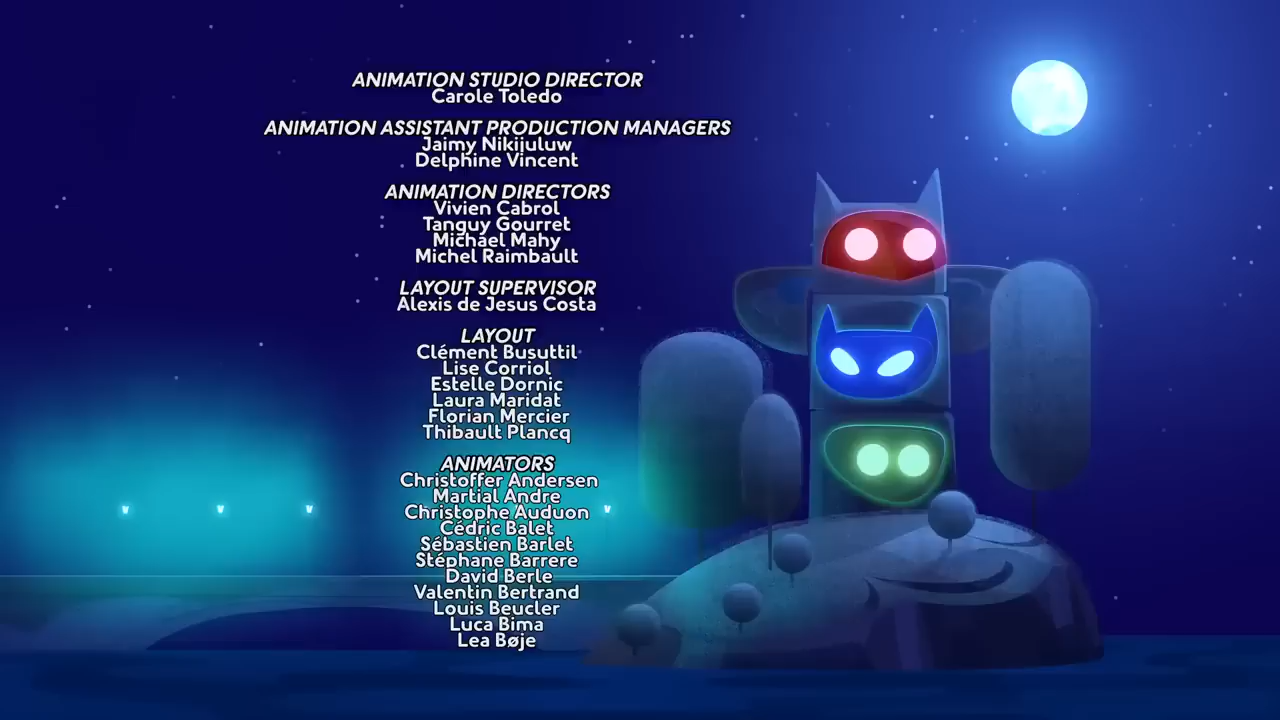 ANIMATION STUDIO DIRECTOR
Carole Toledo
ANIMATION ASSISTANT PRODUCTION MANAGERS
Jaimy Nikijuluw
Delphine Vincent
ANIMATION DIRECTORS
Vivien Cabrol
Tanguy Gourret
Michael Mahy
Michel Raimbault
LAYOUT SUPERVISOR
Alexis de Jesus Costa
LAYOUT
Clément Busuttil
Lise Corriol
Estelle Dornic
Laura Maridat
Florian Mercier
Thibault Plancq
ANIMATORS
Christoffer Andersen
Martial Andre
Christophe Auduon
Cédric Balet
Sébastien Barlet
Stéphane Barrere
David Berle
Valentin Bertrand
Louis Beucler
Luca Bima
Lea Bøje